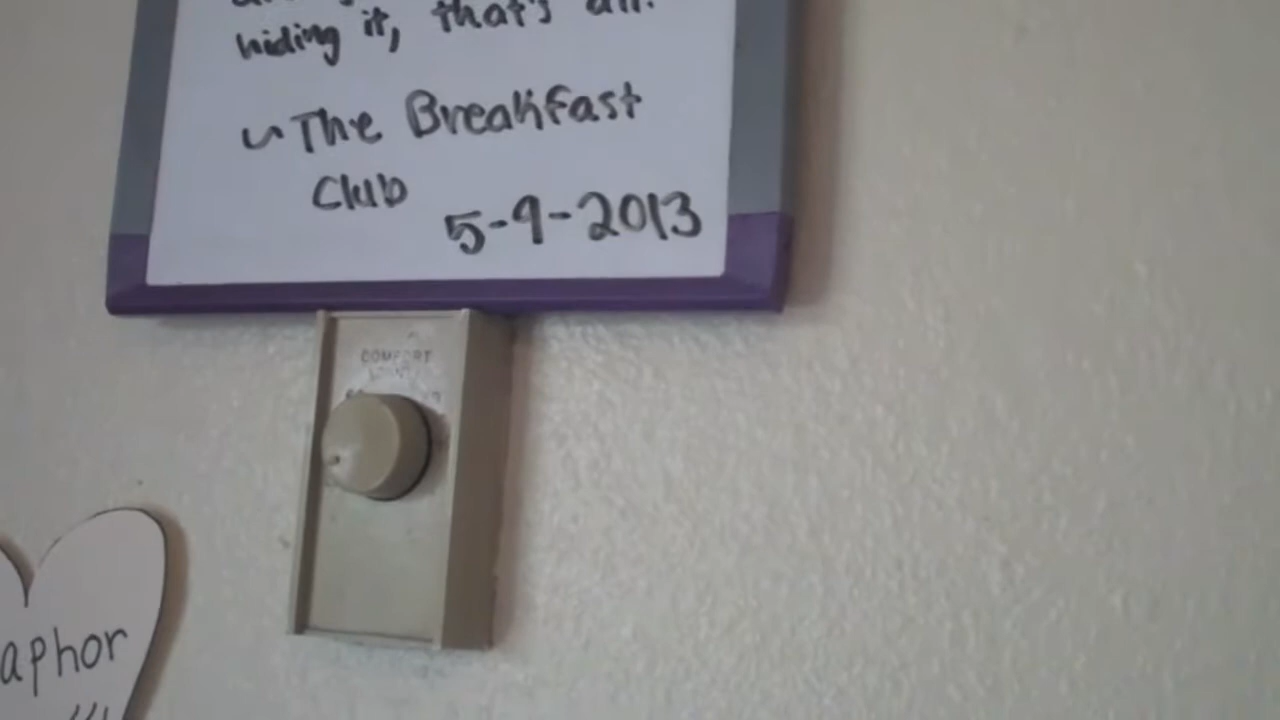 hiding it, that's all.
~ The Breakfast
Club
5-9-2013
COMFORT
aphor